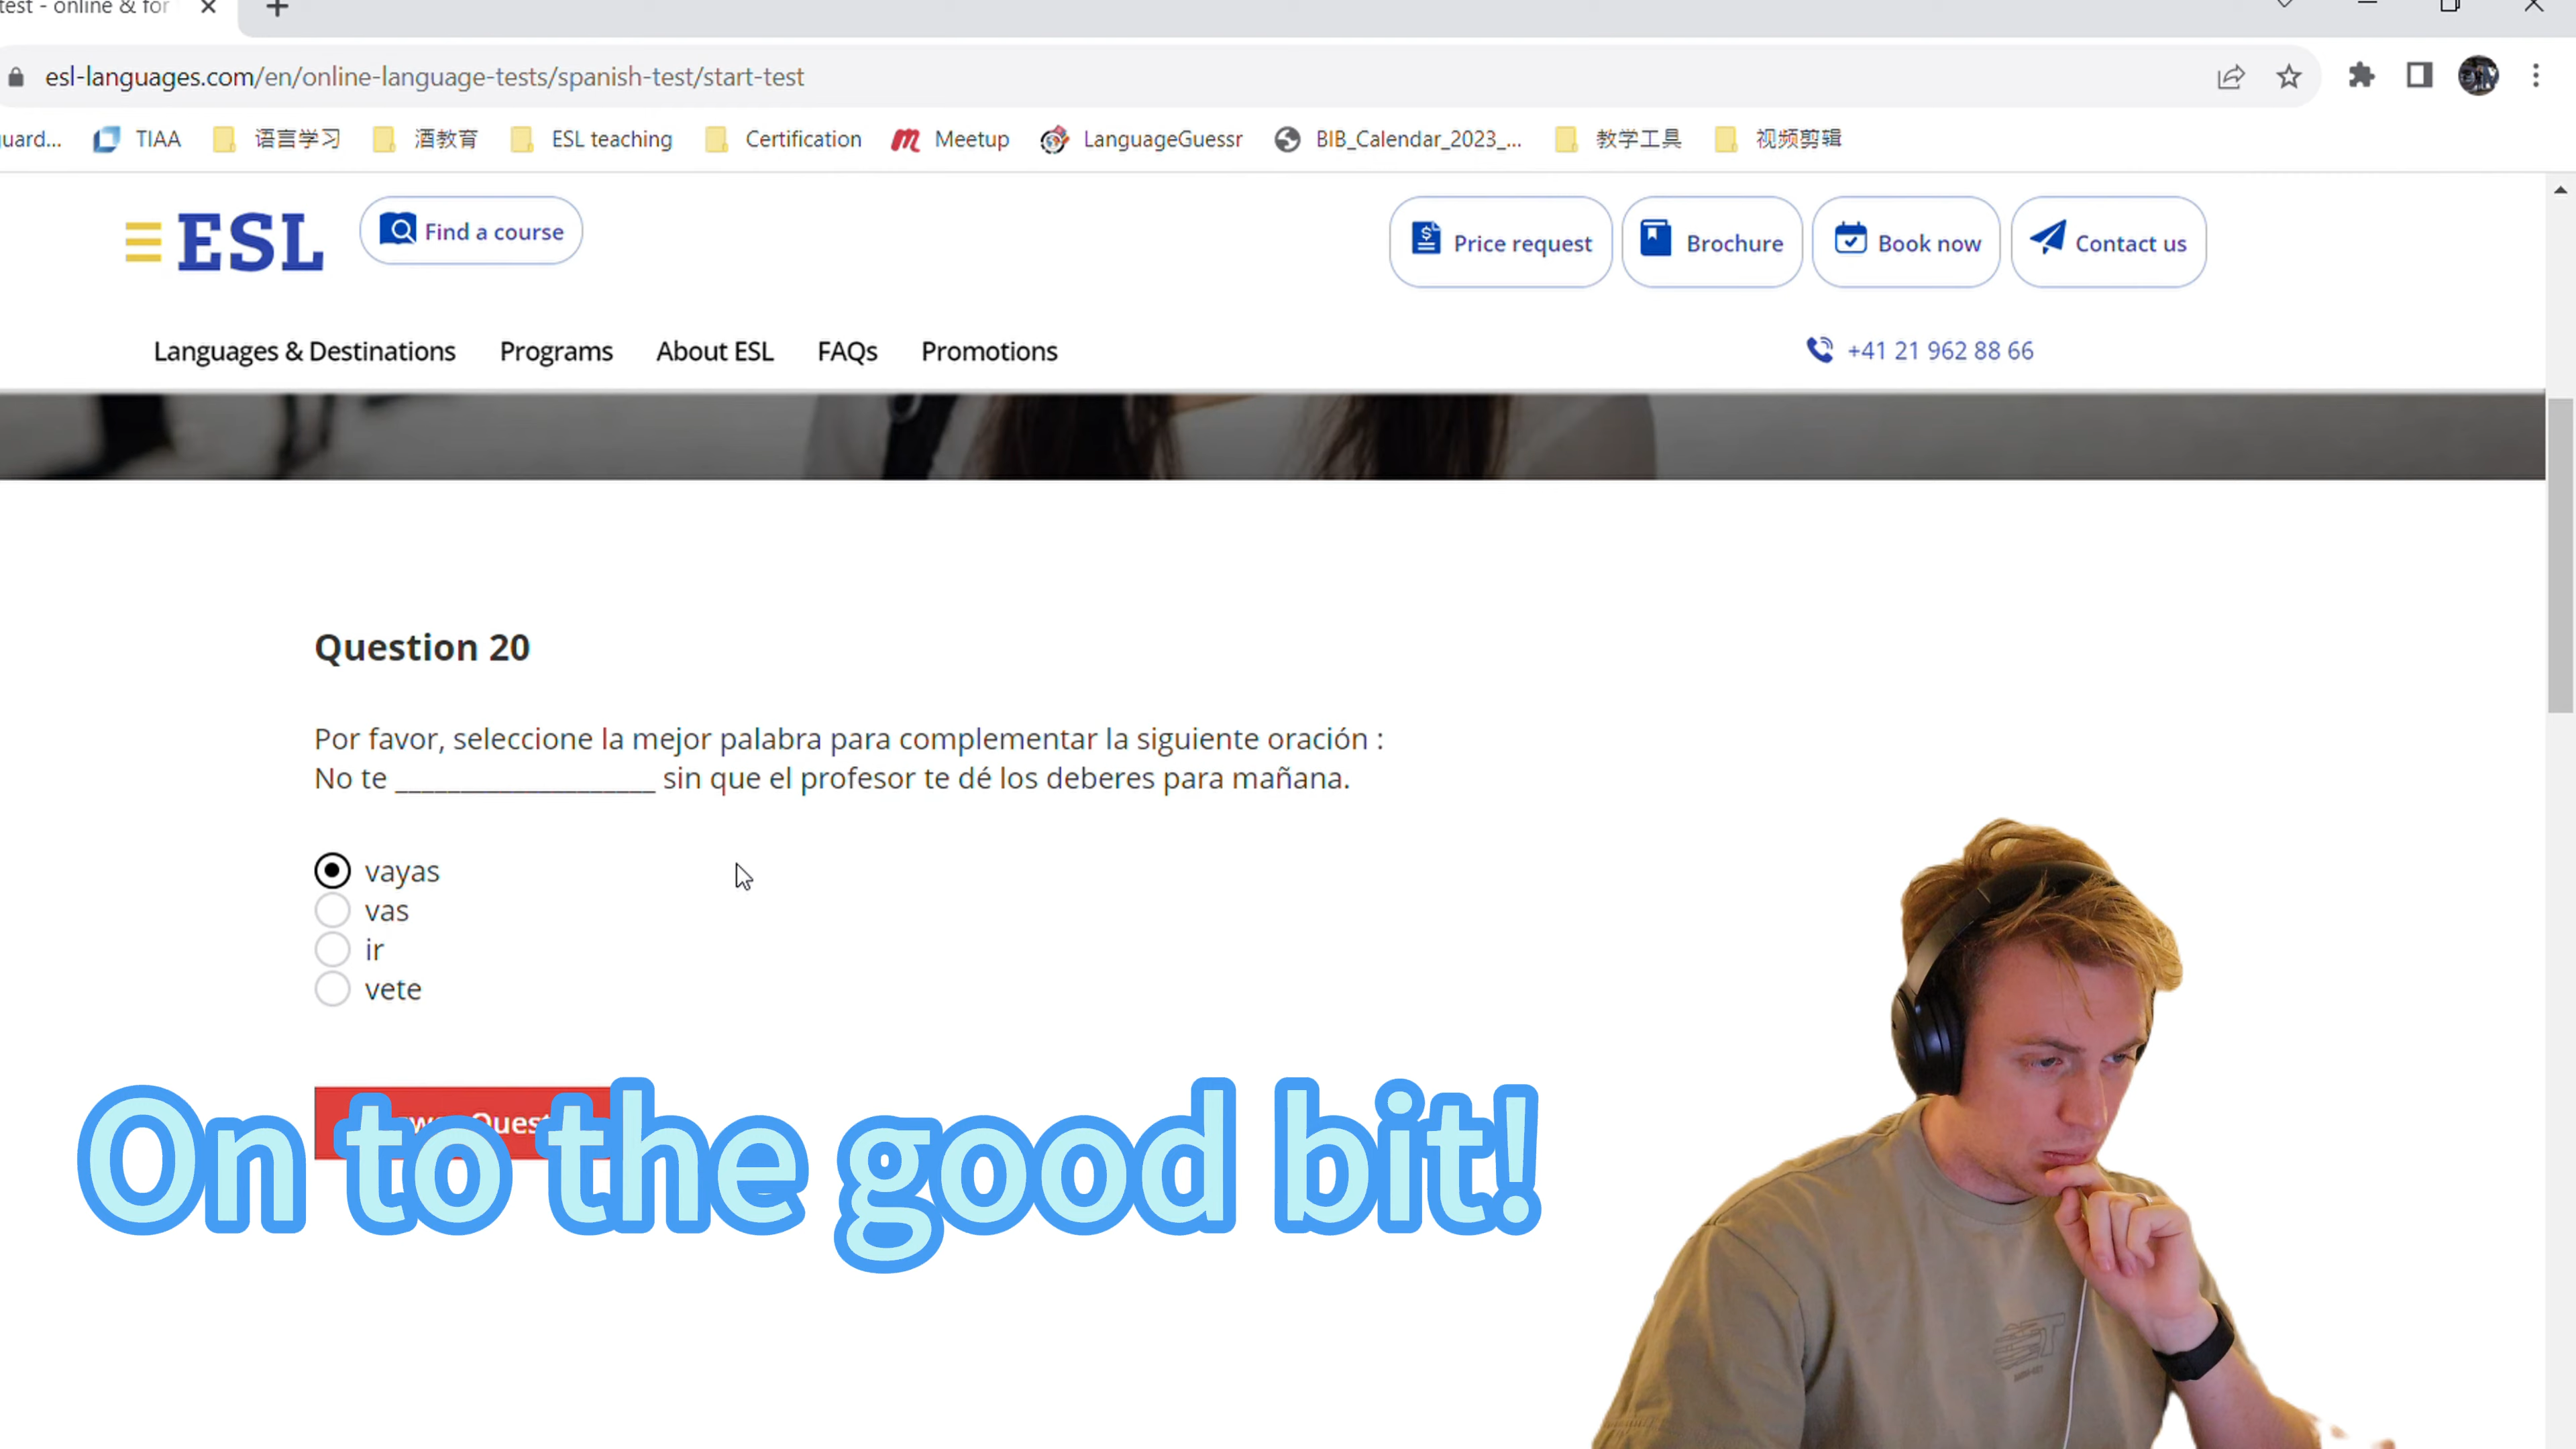 test - online & for
esl-languages.com/en/online-language-tests/spanish-test/start-test
TIAA
语言学习
酒教育
ESL teaching
Certification
Meetup
LanguageGuessr
BIB_Calendar_2023_...
教学工具
视频剪辑
ESL
Find a course
Price request
Brochure
Book now
Contact us
Languages & Destinations
Programs
About ESL
FAQs
Promotions
+41 21 962 88 66
Question 20
Por favor, seleccione la mejor palabra para complementar la siguiente oración :
No te ____________________ sin que el profesor te dé los deberes para mañana.
vayas
vas
ir
vete
On to the good bit!